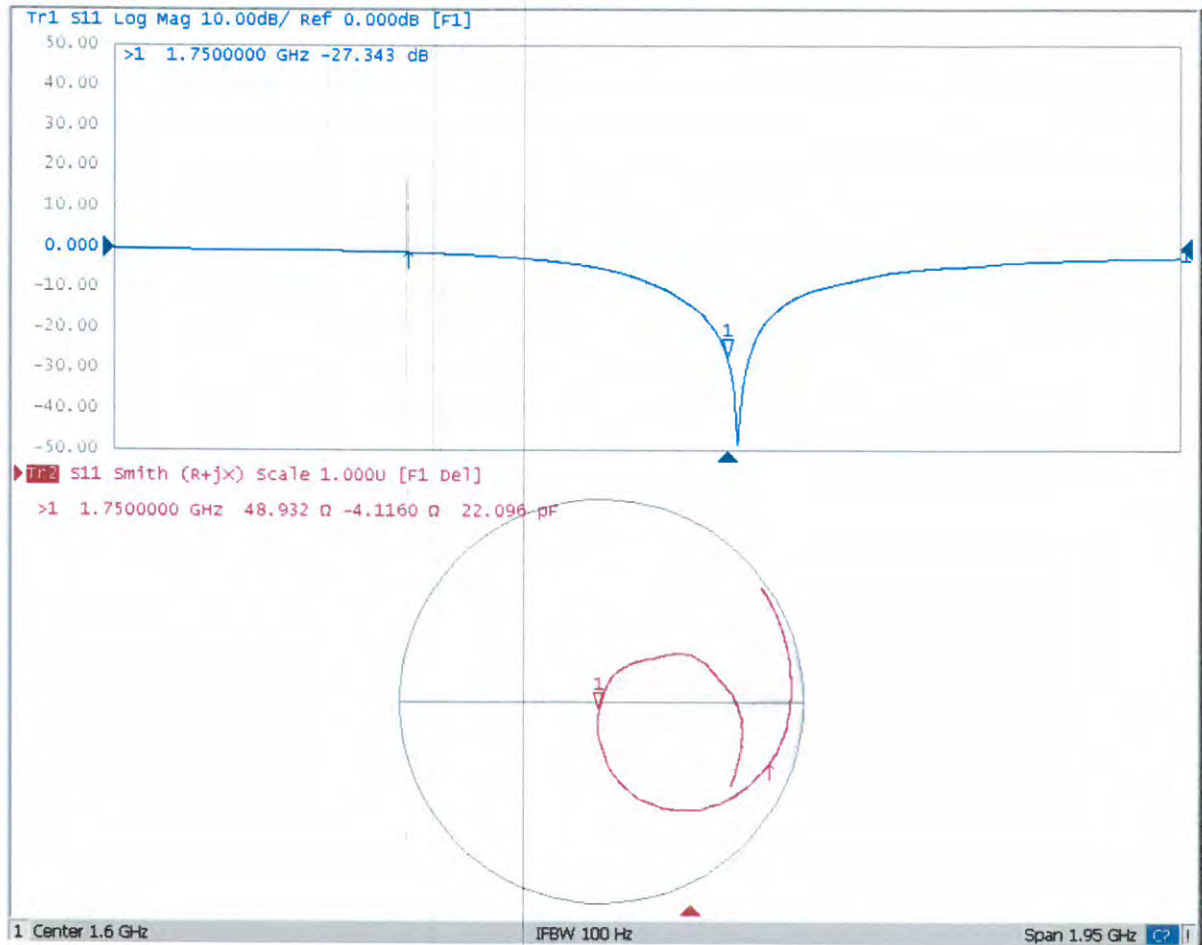 Tr1 S11 Log Mag 10.00dB/ Ref 0.000dB [F1]
50.00
>1 1.7500000 GHz -27.343 dB
40.00
30.00
20.00
10.00
0.000
-10.00
-20.00
1
-30.00
-40.00
-50.00
Tr2 S11 Smith (R+jX) Scale 1.000U [F1 Del]
>1 1.7500000 GHz 48.932 Ω -4.1160 Ω 22.096 pF
1
1 Center 1.6 GHz IFBW 100 Hz Span 1.95 GHz C?